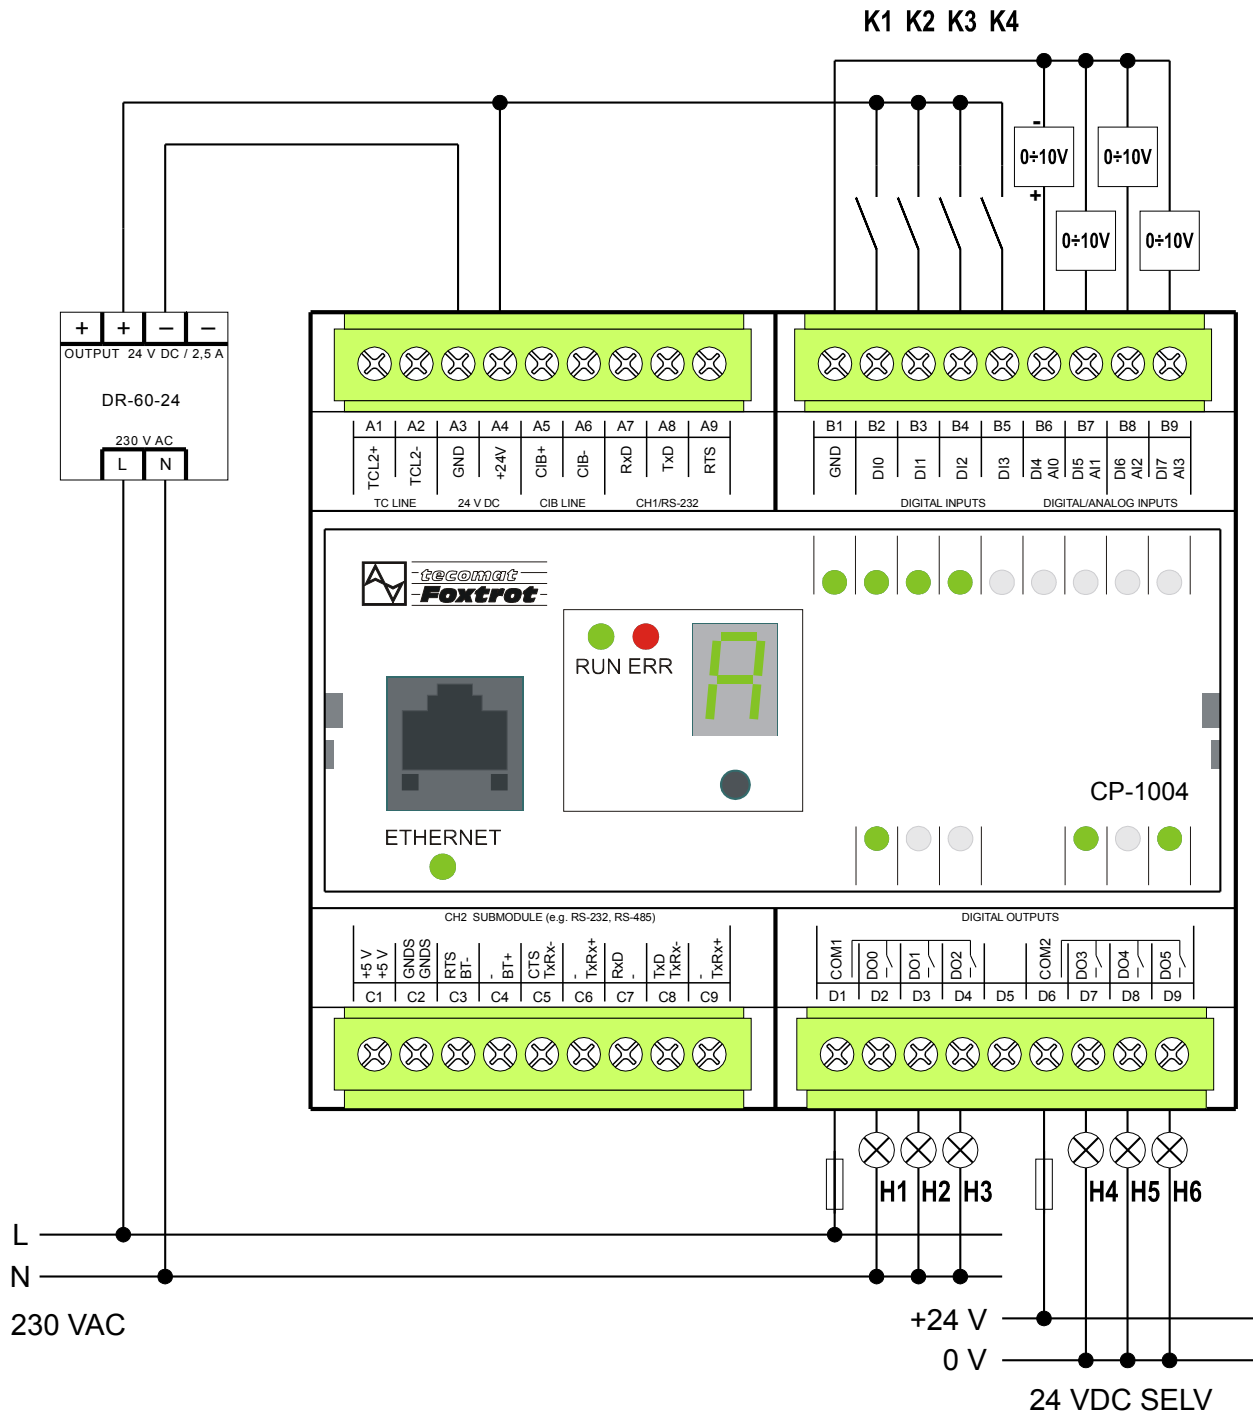 K1 K2 K3 K4
-
0÷10V 0÷10V
+
0÷10V 0÷10V
+ + – –
OUTPUT 24 V DC / 2,5 A
DR-60-24
230 V AC
L N
A1 A2 A3 A4 A5 A6 A7 A8 A9
TCL2+ TCL2- GND +24V CIB+ CIB- RxD TxD RTS
TC LINE 24 V DC CIB LINE CH1/RS-232
B1 B2 B3 B4 B5 B6 B7 B8 B9
GND DI0 DI1 DI2 DI3 DI4 AI0 DI5 AI1 DI6 AI2 DI7 AI3
DIGITAL INPUTS DIGITAL/ANALOG INPUTS
tecomat
Foxtrot
RUN ERR
A
ETHERNET
CP-1004
CH2 SUBMODULE (e.g. RS-232, RS-485)
+5 V +5 V GNDS GNDS RTS BT- - BT+ CTS TxRx- - TxRx+ RxD - TxD TxRx- - TxRx+
C1 C2 C3 C4 C5 C6 C7 C8 C9
DIGITAL OUTPUTS
COM1 DO0 DO1 DO2 COM2 DO3 DO4 DO5
D1 D2 D3 D4 D5 D6 D7 D8 D9
H1 H2 H3 H4 H5 H6
L
N
230 VAC
+24 V
0 V
24 VDC SELV